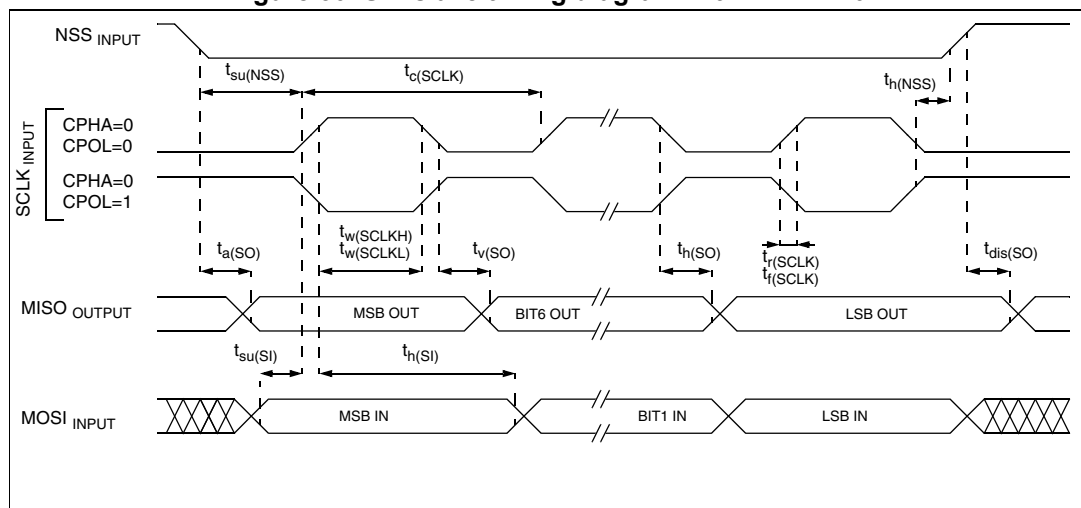 NSS INPUT
tsu(NSS)
tc(SCLK)
th(NSS)
SCLK INPUT
CPHA=0
CPOL=0
CPHA=0
CPOL=1
ta(SO)
tw(SCLKH)
tw(SCLKL)
tv(SO)
th(SO)
tr(SCLK)
tf(SCLK)
tdis(SO)
MISO OUTPUT
MSB OUT
BIT6 OUT
LSB OUT
tsu(SI)
th(SI)
MOSI INPUT
MSB IN
BIT1 IN
LSB IN